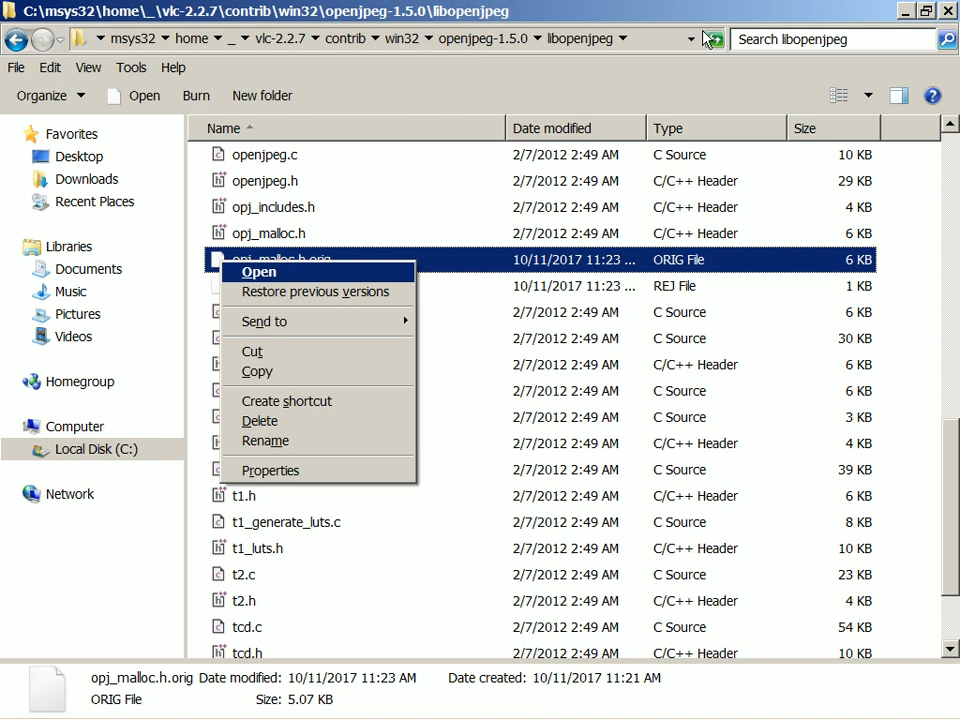 C:\msys32\home\_\vlc-2.2.7\contrib\win32\openjpeg-1.5.0\libopenjpeg
msys32 home _ vlc-2.2.7 contrib win32 openjpeg-1.5.0 libopenjpeg Search libopenjpeg
File Edit View Tools Help
Organize Open Burn New folder
Favorites
Desktop
Downloads
Recent Places
Libraries
Documents
Music
Pictures
Videos
Homegroup
Computer
Local Disk (C:)
Network
Name Date modified Type Size
openjpeg.c 2/7/2012 2:49 AM C Source 10 KB
openjpeg.h 2/7/2012 2:49 AM C/C++ Header 29 KB
opj_includes.h 2/7/2012 2:49 AM C/C++ Header 4 KB
opj_malloc.h 2/7/2012 2:49 AM C/C++ Header 6 KB
opj_malloc.h.orig 10/11/2017 11:23 ... ORIG File 6 KB
10/11/2017 11:23 ... REJ File 1 KB
2/7/2012 2:49 AM C Source 6 KB
2/7/2012 2:49 AM C Source 30 KB
2/7/2012 2:49 AM C/C++ Header 6 KB
2/7/2012 2:49 AM C Source 6 KB
2/7/2012 2:49 AM C Source 3 KB
2/7/2012 2:49 AM C/C++ Header 4 KB
2/7/2012 2:49 AM C Source 39 KB
t1.h 2/7/2012 2:49 AM C/C++ Header 6 KB
t1_generate_luts.c 2/7/2012 2:49 AM C Source 8 KB
t1_luts.h 2/7/2012 2:49 AM C/C++ Header 10 KB
t2.c 2/7/2012 2:49 AM C Source 23 KB
t2.h 2/7/2012 2:49 AM C/C++ Header 4 KB
tcd.c 2/7/2012 2:49 AM C Source 54 KB
tcd.h 2/7/2012 2:49 AM C/C++ Header 10 KB
Open
Restore previous versions
Send to
Cut
Copy
Create shortcut
Delete
Rename
Properties
opj_malloc.h.orig Date modified: 10/11/2017 11:23 AM Date created: 10/11/2017 11:21 AM
ORIG File Size: 5.07 KB